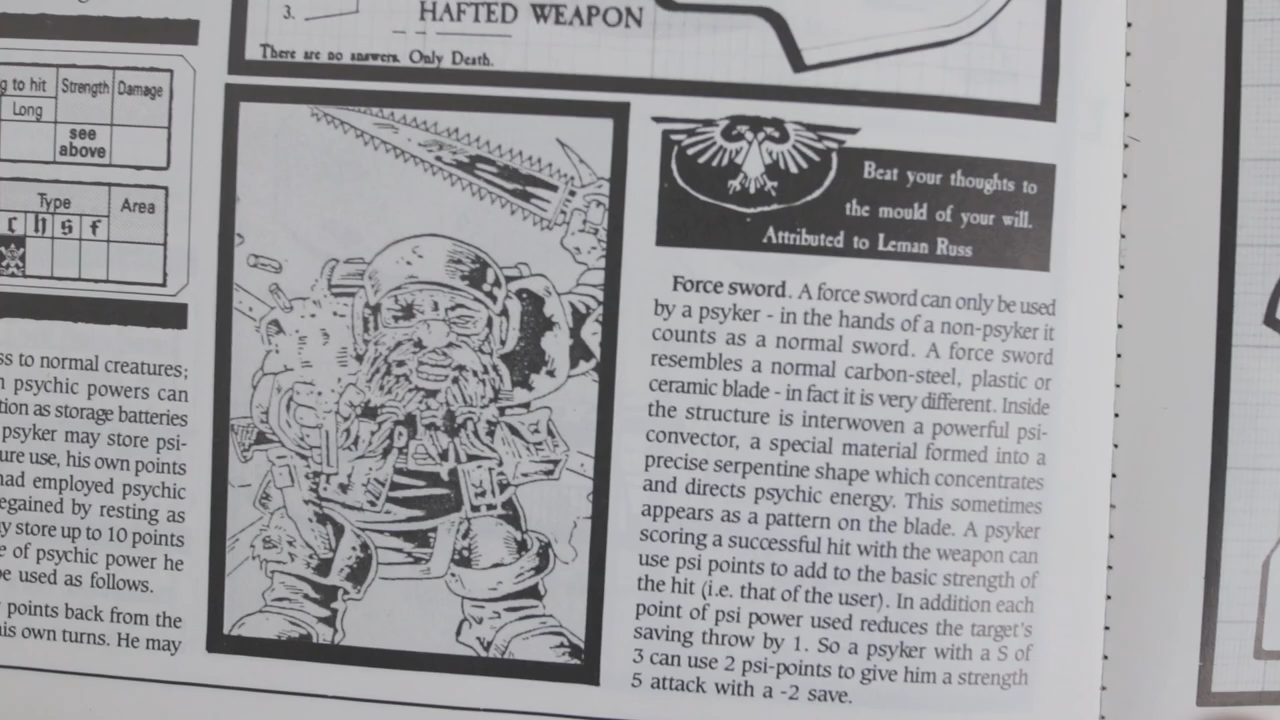 3.
HAFTED WEAPON
There are no answers. Only Death.
g to hit
Strength
Damage
Long
see
above
Type
Area
c h s f
ss to normal creatures;
psychic powers can
tion as storage batteries
psyker may store psi-
ure use, his own points
had employed psychic
egained by resting as
y store up to 10 points
e of psychic power he
be used as follows.
points back from the
his own turns. He may
Beat your thoughts to
the mould of your will.
Attributed to Leman Russ
Force sword. A force sword can only be used
by a psyker - in the hands of a non-psyker it
counts as a normal sword. A force sword
resembles a normal carbon-steel, plastic or
ceramic blade - in fact it is very different. Inside
the structure is interwoven a powerful psi-
convector, a special material formed into a
precise serpentine shape which concentrates
and directs psychic energy. This sometimes
appears as a pattern on the blade. A psyker
scoring a successful hit with the weapon can
use psi points to add to the basic strength of
the hit (i.e. that of the user). In addition each
point of psi power used reduces the target's
saving throw by 1. So a psyker with a S of
3 can use 2 psi-points to give him a strength
5 attack with a -2 save.